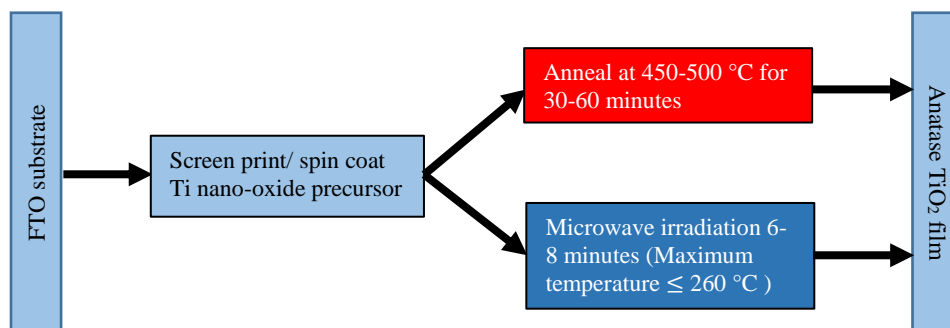 FTO substrate
Screen print/ spin coat
Ti nano-oxide precursor
Anneal at 450-500 °C for
30-60 minutes
Microwave irradiation 6-
8 minutes (Maximum
temperature ≤ 260 °C )
Anatase TiO₂ film